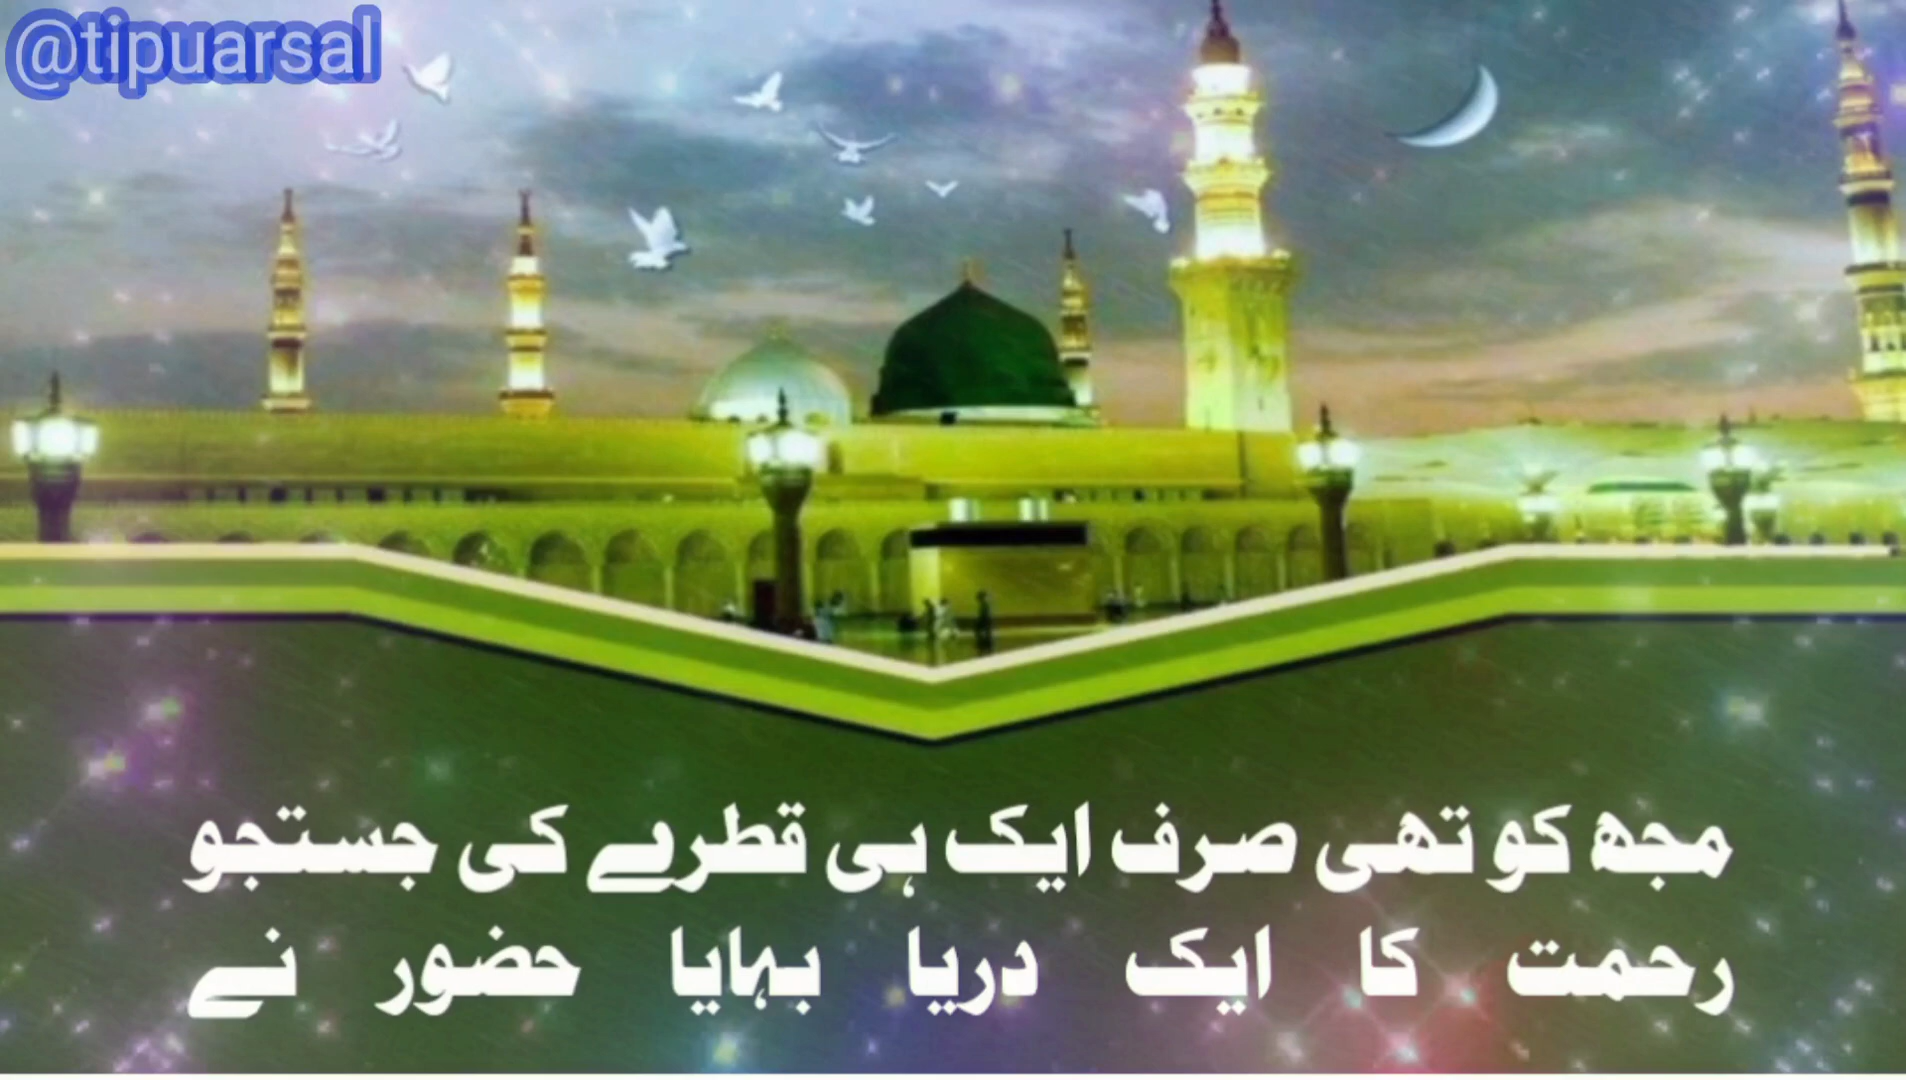 @tipuarsal
مجھ کو تھی صرف ایک ہی قطرے کی جستجو
رحمت کا ایک دریا بہایا حضور نے